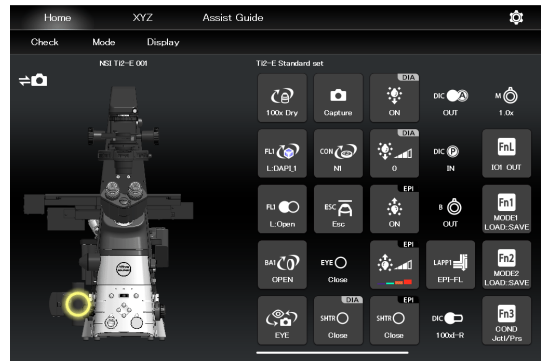 Home XYZ Assist Guide
Check Mode Display
NSI Ti2-E 001
Ti2-E Standard set
100x Dry
Capture
DIA
ON
DIC A
OUT
M
1.0x
FL1
L:DAPI_1
CON
N1
DIA
0
DIC P
IN
FnL
IO1 OUT
FL1
L:Open
ESC
Esc
EPI
ON
B
OUT
Fn1
MODE1
LOAD:SAVE
BA1
OPEN
EYE
Close
EPI
LAPP1
EPI-FL
Fn2
MODE2
LOAD:SAVE
EYE
DIA
SHTR
Close
EPI
SHTR
Close
DIC
100xI-R
Fn3
COND
Jctl/Prs